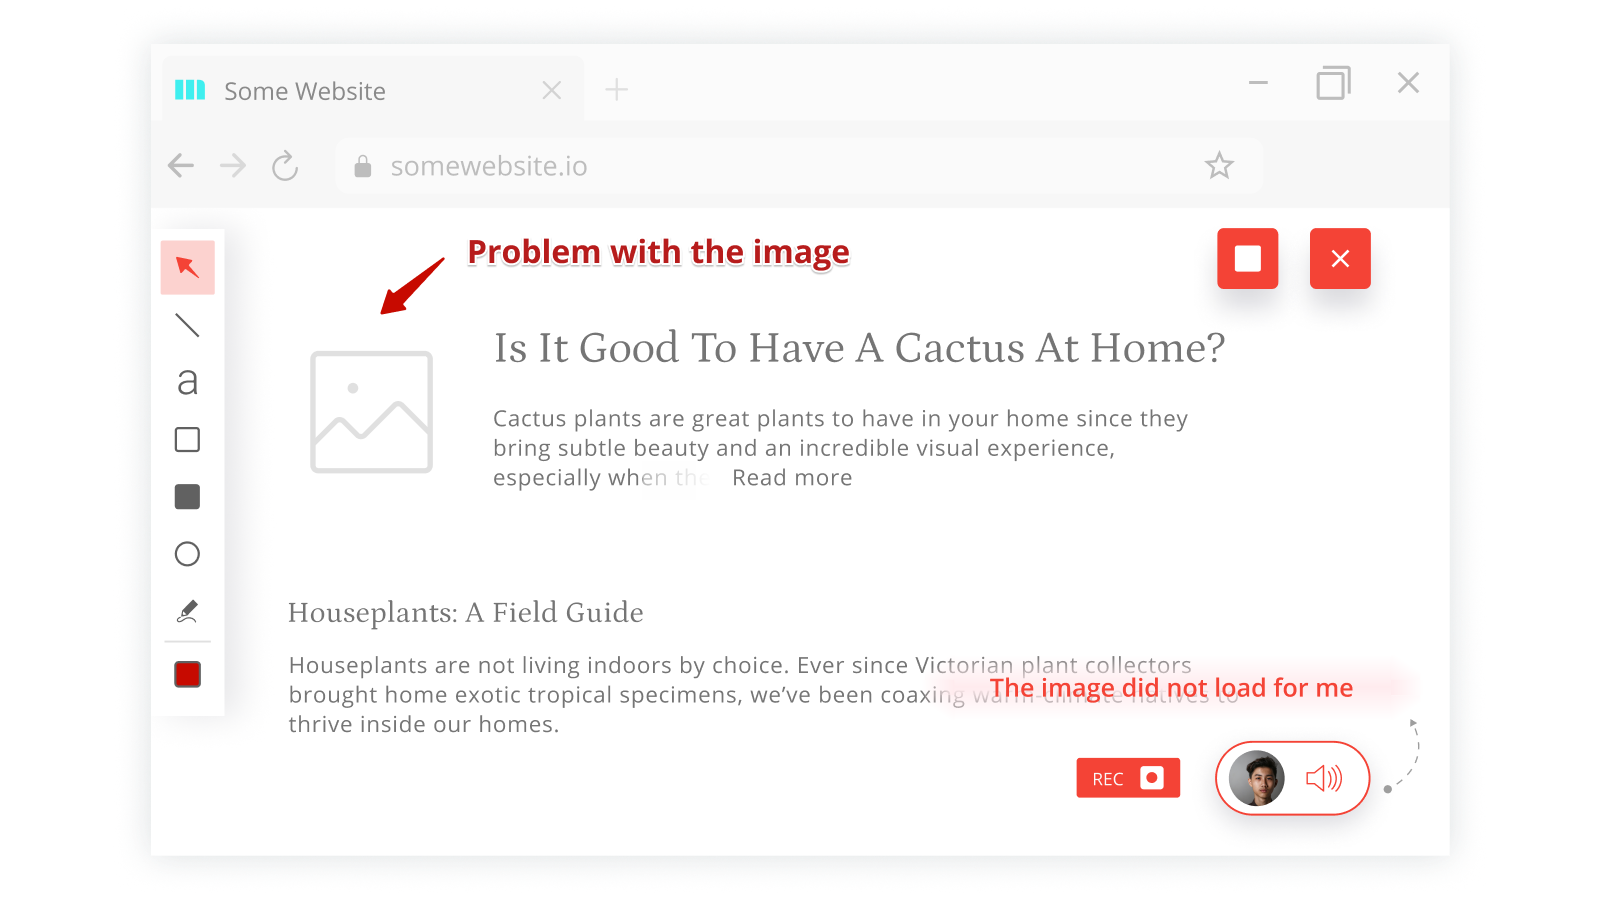 Some Website
somewebsite.io
Problem with the image
a
Is It Good To Have A Cactus At Home?
Cactus plants are great plants to have in your home since they
bring subtle beauty and an incredible visual experience,
especially when the Read more
Houseplants: A Field Guide
Houseplants are not living indoors by choice. Ever since Victorian plant collectors
brought home exotic tropical specimens, we’ve been coaxing warm-climate natives to
thrive inside our homes.
The image did not load for me
REC